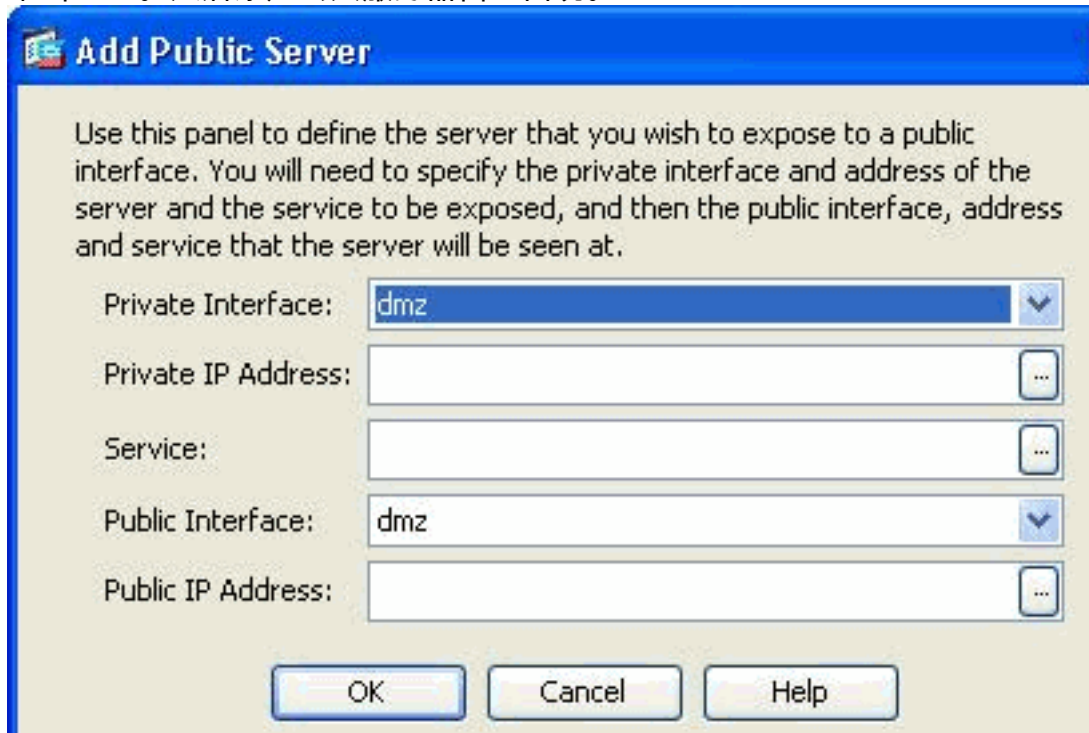 Add Public Server
Use this panel to define the server that you wish to expose to a public
interface. You will need to specify the private interface and address of the
server and the service to be exposed, and then the public interface, address
and service that the server will be seen at.
Private Interface: dmz
Private IP Address: ...
Service: ...
Public Interface: dmz
Public IP Address: ...
OK Cancel Help